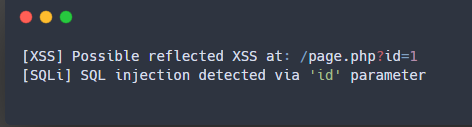 [XSS] Possible reflected XSS at: /page.php?id=1
[SQLi] SQL injection detected via 'id' parameter